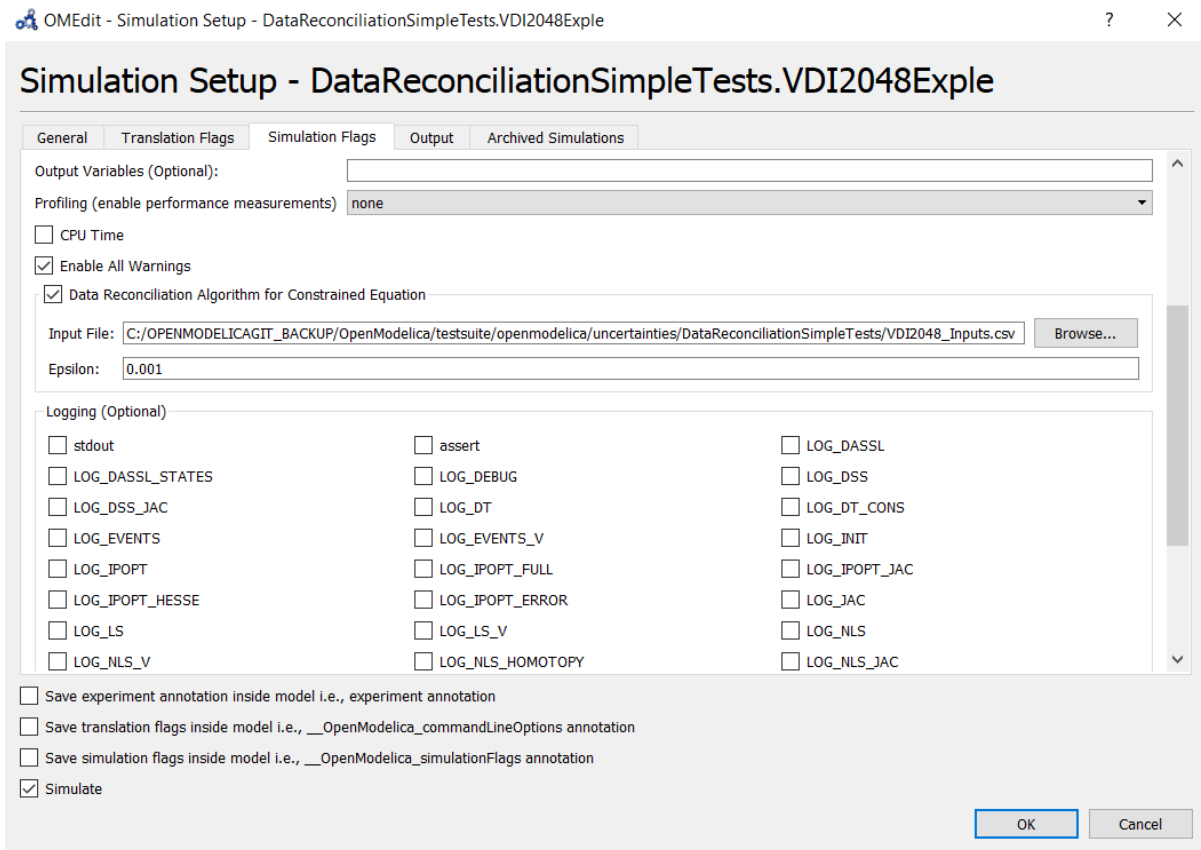 OMEdit - Simulation Setup - DataReconciliationSimpleTests.VDI2048Exple ?
Simulation Setup - DataReconciliationSimpleTests.VDI2048Exple
General Translation Flags Simulation Flags Output Archived Simulations
Output Variables (Optional):
Profiling (enable performance measurements) none
CPU Time
Enable All Warnings
Data Reconciliation Algorithm for Constrained Equation
Input File: C:/OPENMODELICAGIT_BACKUP/OpenModelica/testsuite/openmodelica/uncertainties/DataReconciliationSimpleTests/VDI2048_Inputs.csv Browse...
Epsilon: 0.001
Logging (Optional)
stdout assert LOG_DASSL
LOG_DASSL_STATES LOG_DEBUG LOG_DSS
LOG_DSS_JAC LOG_DT LOG_DT_CONS
LOG_EVENTS LOG_EVENTS_V LOG_INIT
LOG_IPOPT LOG_IPOPT_FULL LOG_IPOPT_JAC
LOG_IPOPT_HESSE LOG_IPOPT_ERROR LOG_JAC
LOG_LS LOG_LS_V LOG_NLS
LOG_NLS_V LOG_NLS_HOMOTOPY LOG_NLS_JAC
Save experiment annotation inside model i.e., experiment annotation
Save translation flags inside model i.e., __OpenModelica_commandLineOptions annotation
Save simulation flags inside model i.e., __OpenModelica_simulationFlags annotation
Simulate
OK Cancel